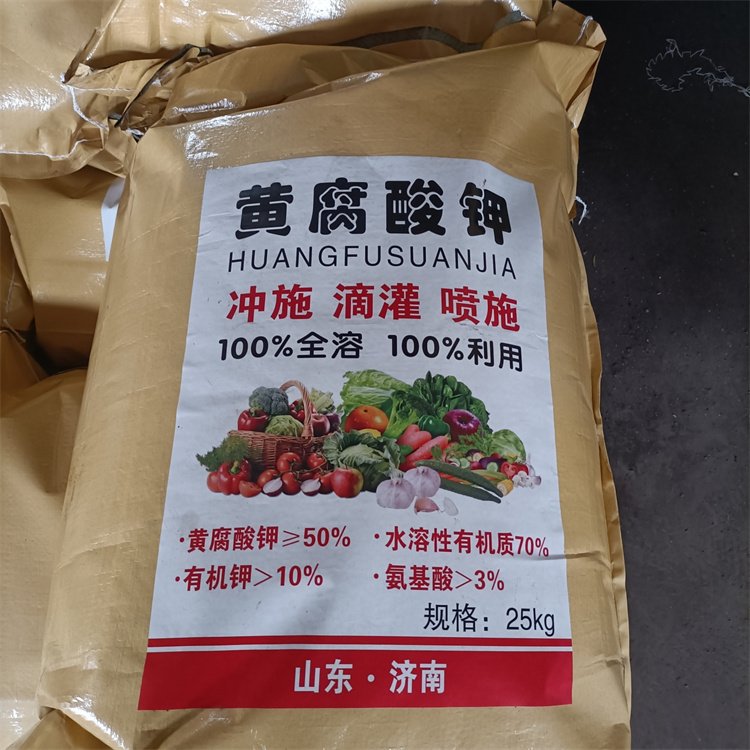 黄腐酸钾
HUANGFUSUANJIA
冲施 滴灌 喷施
100%全溶 100%利用
·黄腐酸钾≥50% ·水溶性有机质70%
·有机钾>10% ·氨基酸>3%
规格：25kg
山东·济南